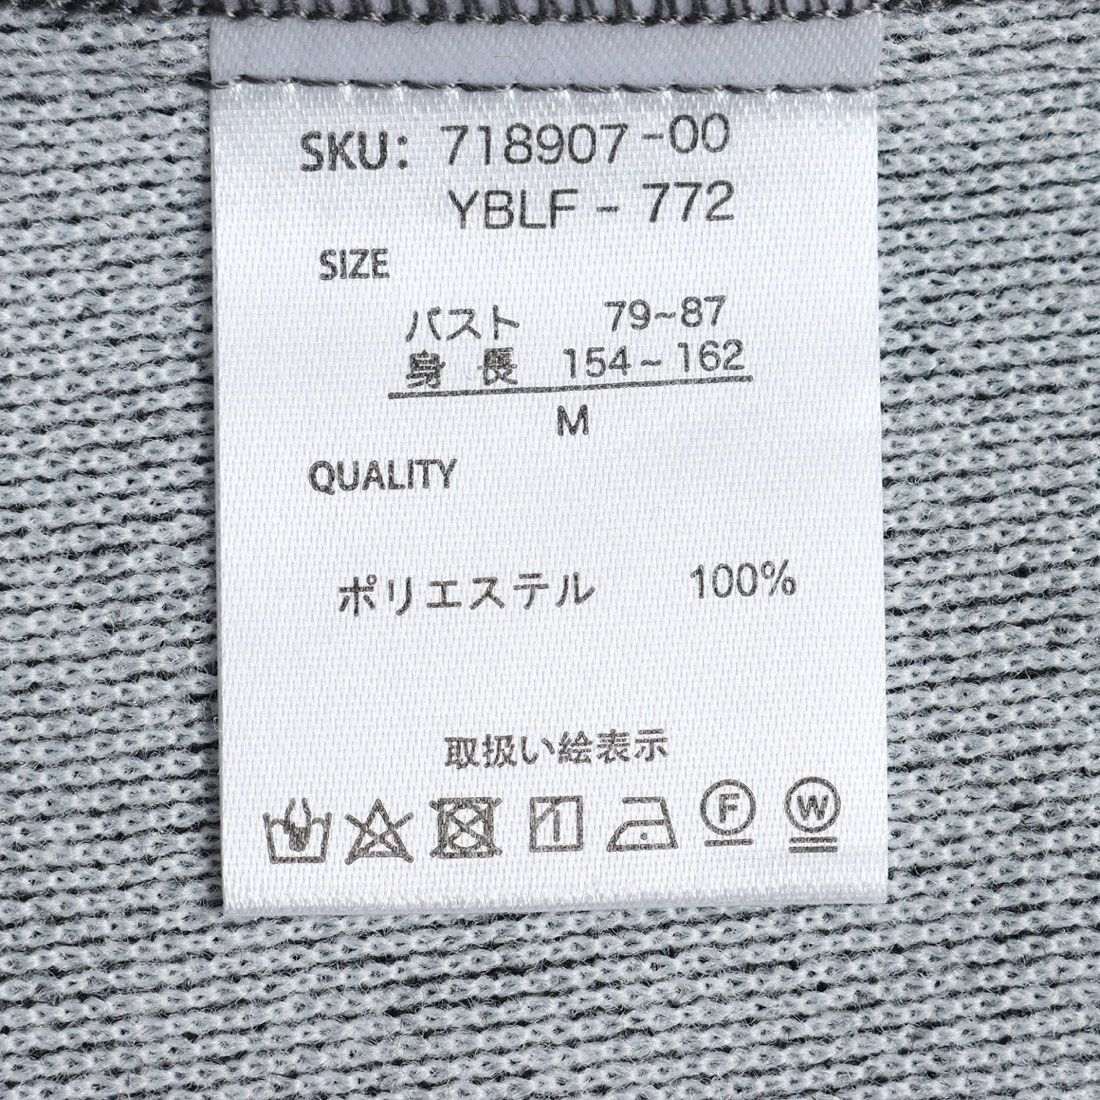 SKU: 718907-00
YBLF - 772
SIZE
バスト 79~87
身 長 154~162
M
QUALITY
ポリエステル 100%
取扱い絵表示
F W